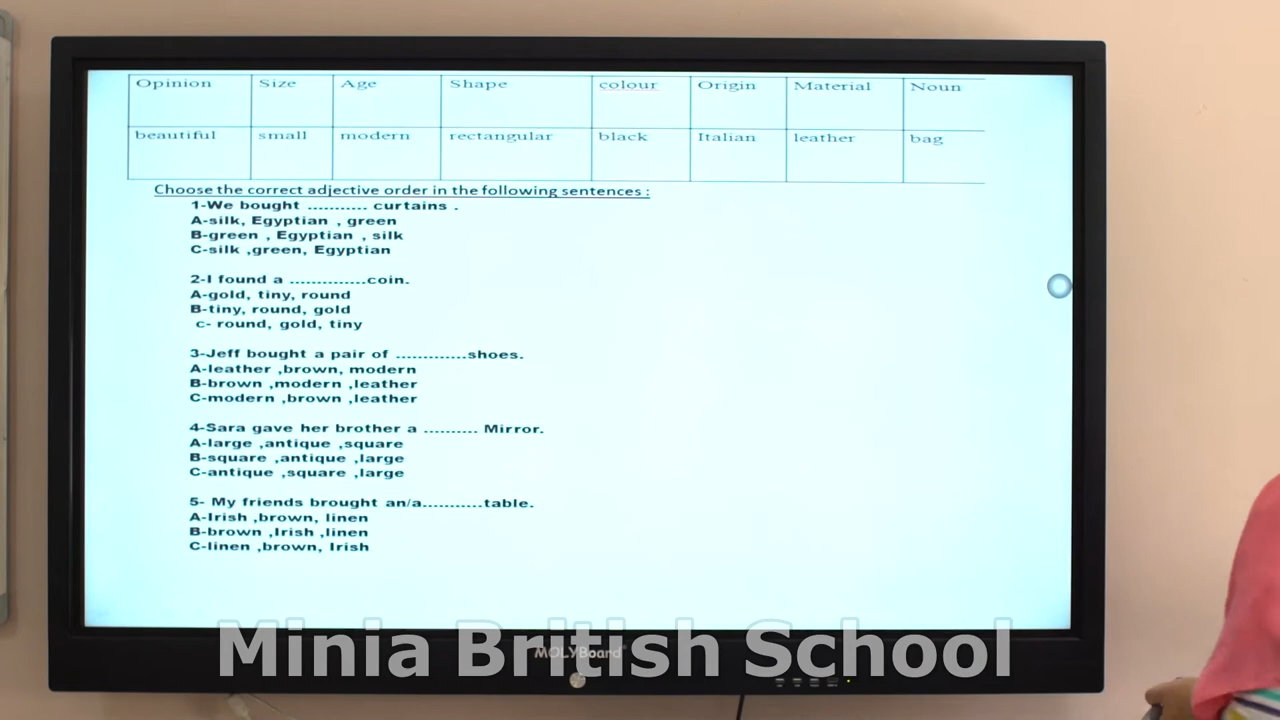 Opinion Size Age Shape colour Origin Material Noun
beautiful small modern rectangular black Italian leather bag
Choose the correct adjective order in the following sentences :
1-We bought ........... curtains .
A-silk, Egyptian , green
B-green , Egyptian , silk
C-silk ,green, Egyptian
2-I found a ..............coin.
A-gold, tiny, round
B-tiny, round, gold
c- round, gold, tiny
3-Jeff bought a pair of .............shoes.
A-leather ,brown, modern
B-brown ,modern ,leather
C-modern ,brown ,leather
4-Sara gave her brother a .......... Mirror.
A-large ,antique ,square
B-square ,antique ,large
C-antique ,square ,large
5- My friends brought an/a...........table.
A-Irish ,brown, linen
B-brown ,Irish ,linen
C-linen ,brown, Irish
Minia British School
MOLYBoard